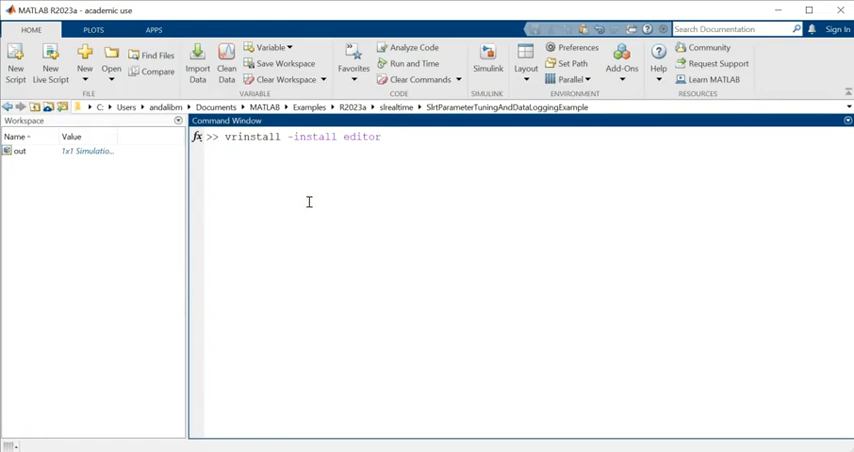 MATLAB R2023a - academic use
HOME PLOTS APPS
Search Documentation
Sign In
New Script
New Live Script
New
Open
Find Files
Compare
Import Data
Clean Data
Variable
Save Workspace
Clear Workspace
Favorites
Analyze Code
Run and Time
Clear Commands
Simulink
Layout
Preferences
Set Path
Parallel
Add-Ons
Help
Community
Request Support
Learn MATLAB
FILE VARIABLE CODE SIMULINK ENVIRONMENT RESOURCES
C: Users andalibm Documents MATLAB Examples R2023a slrealtime SlrtParameterTuningAndDataLoggingExample
Workspace
Name Value
out 1x1 Simulatio...
Command Window
fx >> vrinstall -install editor